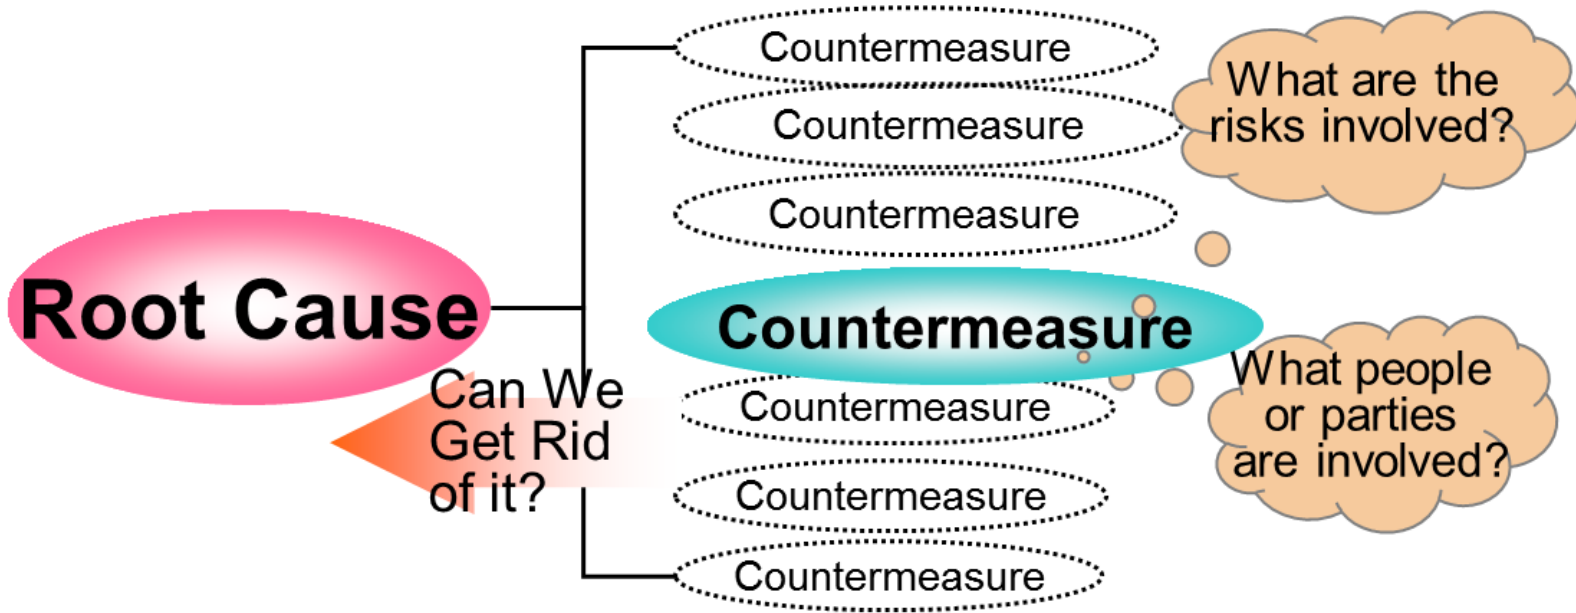 Countermeasure
What are the
risks involved?
Countermeasure
Countermeasure
Root Cause
Countermeasure
What people
or parties
are involved?
Can We
Get Rid
of it?
Countermeasure
Countermeasure
Countermeasure